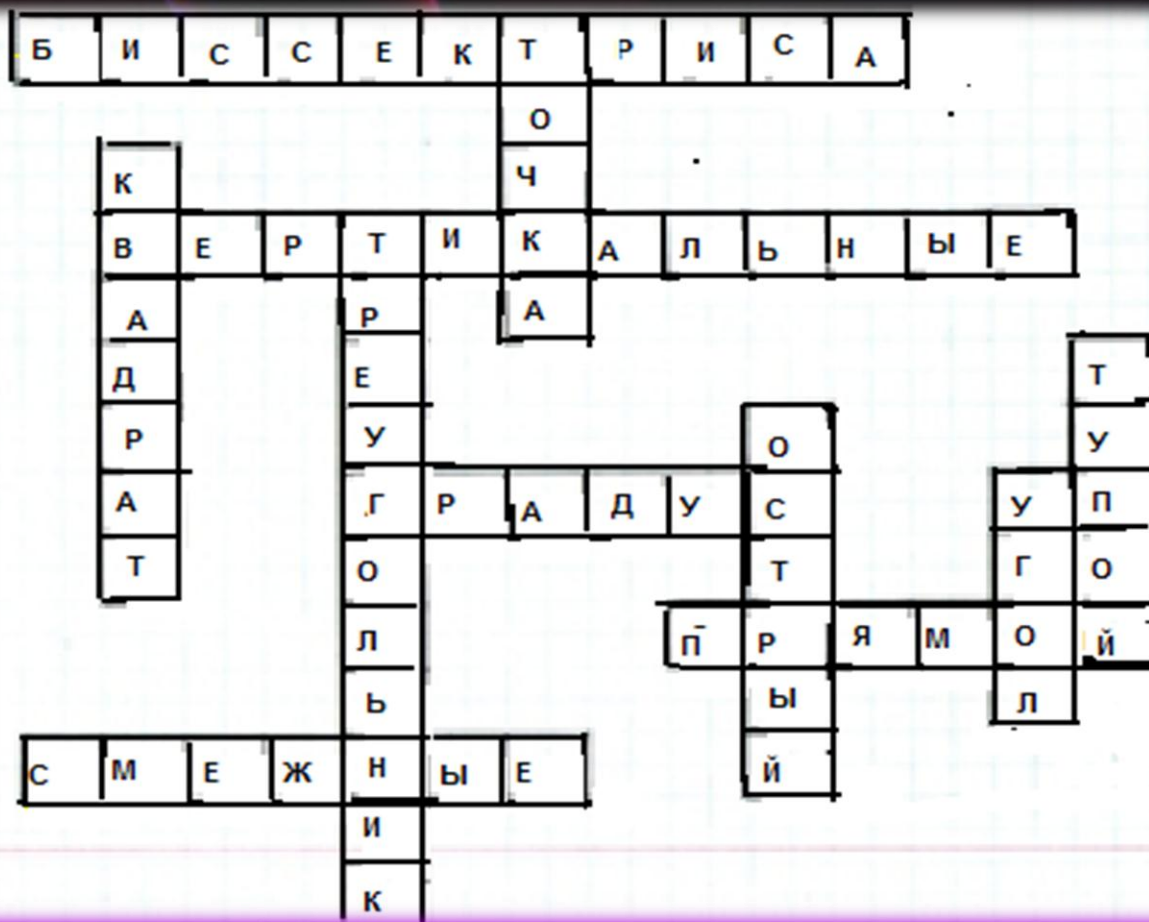 БИССЕКТРИСА
ТОЧКА
КВАДРАТ
ВЕРТИКАЛЬНЫЕ
ТРЕУГОЛЬНИК
ТУПОЙ
ОСТРЫЙ
ГРАДУС
УГОЛ
ПРЯМОЙ
СМЕЖНЫЕ